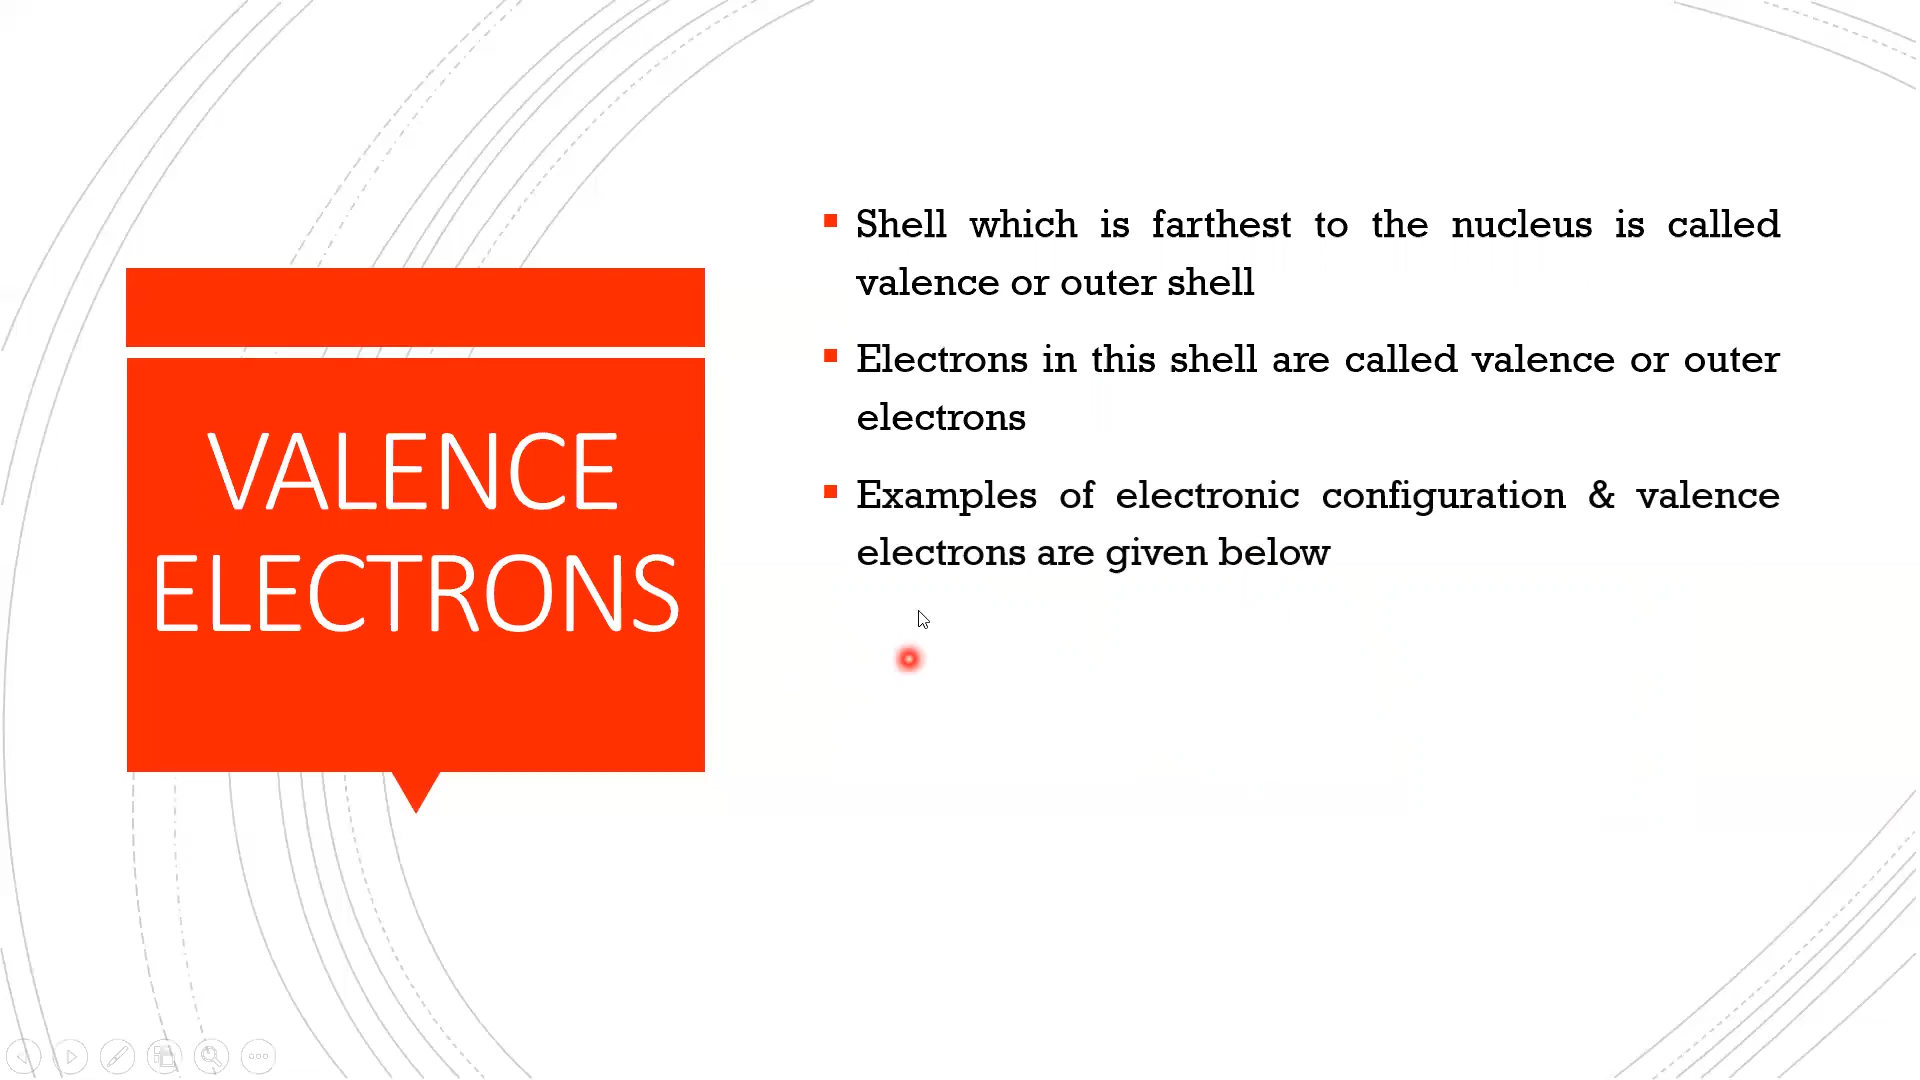 VALENCE
ELECTRONS
Shell which is farthest to the nucleus is called
valence or outer shell
Electrons in this shell are called valence or outer
electrons
Examples of electronic configuration & valence
electrons are given below